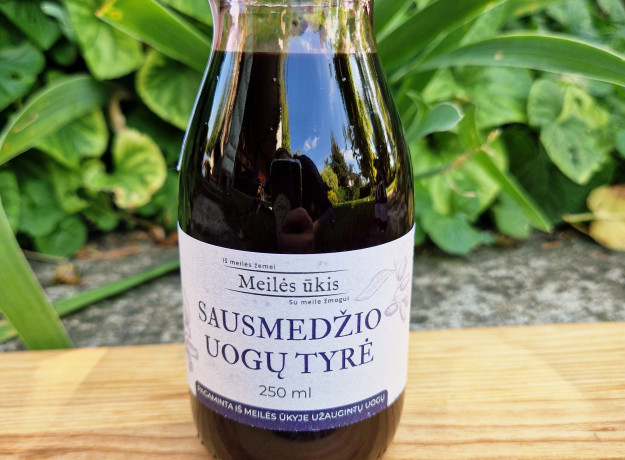 Iš meilės žemei
Meilės ūkis
Su meile žmogui
SAUSMEDŽIO
UOGŲ TYRĖ
250 ml
PAGAMINTA IŠ MEILĖS ŪKYJE UŽAUGINTŲ UOGŲ